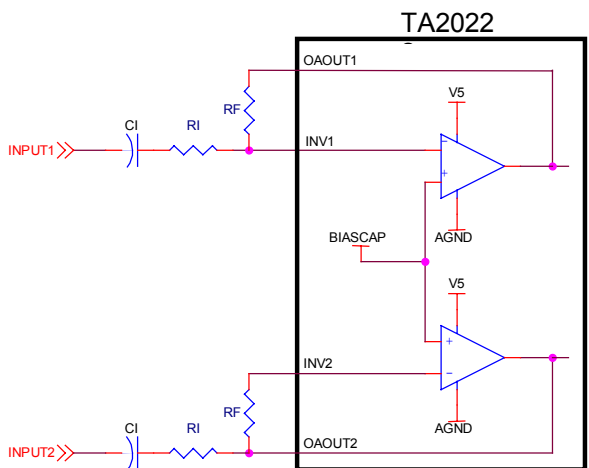 TA2022
OAOUT1
V5
CI
RI
RF
INPUT1
INV1
BIASCAP
AGND
V5
INV2
RF
CI
RI
AGND
INPUT2
OAOUT2